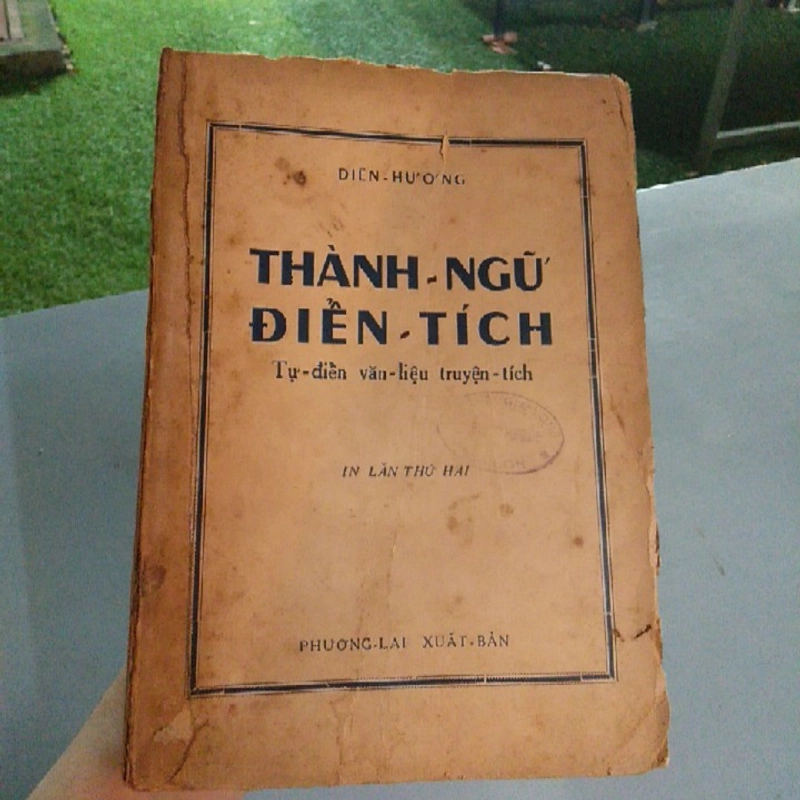 DIÊN-HƯƠNG
THÀNH-NGỮ
ĐIỂN-TÍCH
Tự-điển văn-liệu truyện-tích
IN LẦN THỨ HAI
PHƯƠNG-LAI XUẤT-BẢN